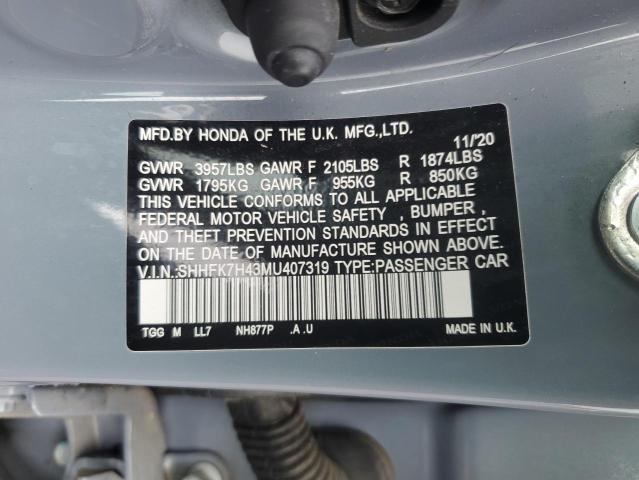 MFD.BY HONDA OF THE U.K. MFG.,LTD.
11/'20
GVWR 3957LBS GAWR F 2105LBS R 1874LBS
GVWR 1795KG GAWR F 955KG R 850KG
THIS VEHICLE CONFORMS TO ALL APPLICABLE
FEDERAL MOTOR VEHICLE SAFETY , BUMPER ,
AND THEFT PREVENTION STANDARDS IN EFFECT
ON THE DATE OF MANUFACTURE SHOWN ABOVE.
V.I.N.:SHHFK7H43MU407319 TYPE:PASSENGER CAR
TGG M LL7 NH877P .A .U MADE IN U.K.